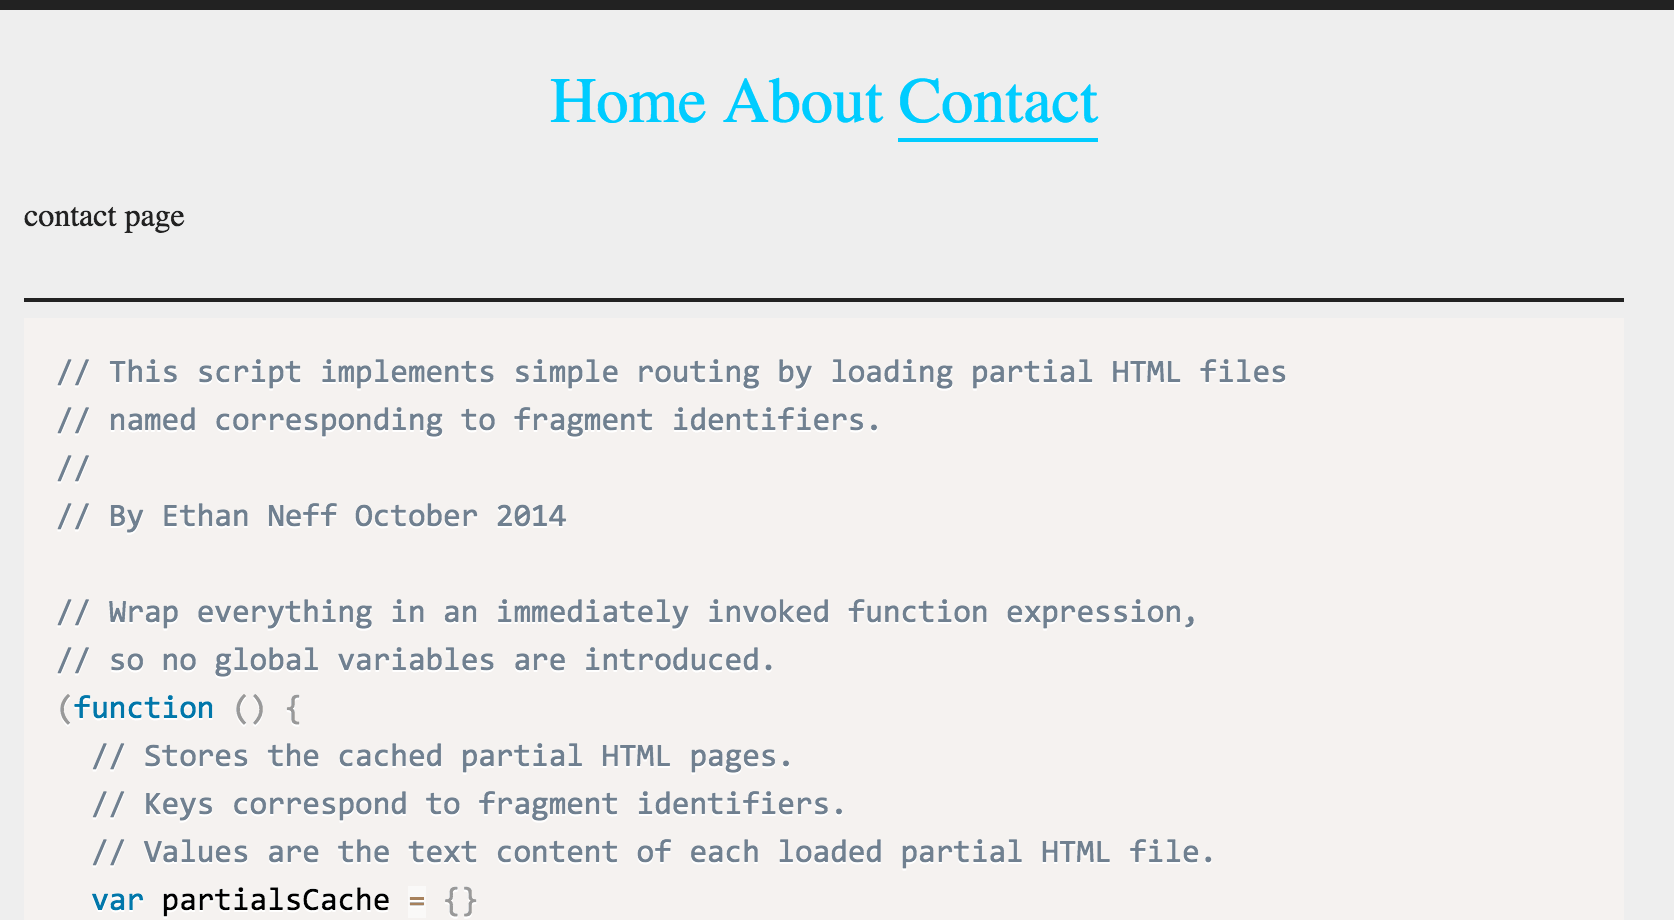 Home About Contact
contact page
// This script implements simple routing by loading partial HTML files
// named corresponding to fragment identifiers.
//
// By Ethan Neff October 2014
// Wrap everything in an immediately invoked function expression,
// so no global variables are introduced.
(function () {
  // Stores the cached partial HTML pages.
  // Keys correspond to fragment identifiers.
  // Values are the text content of each loaded partial HTML file.
  var partialsCache = {}